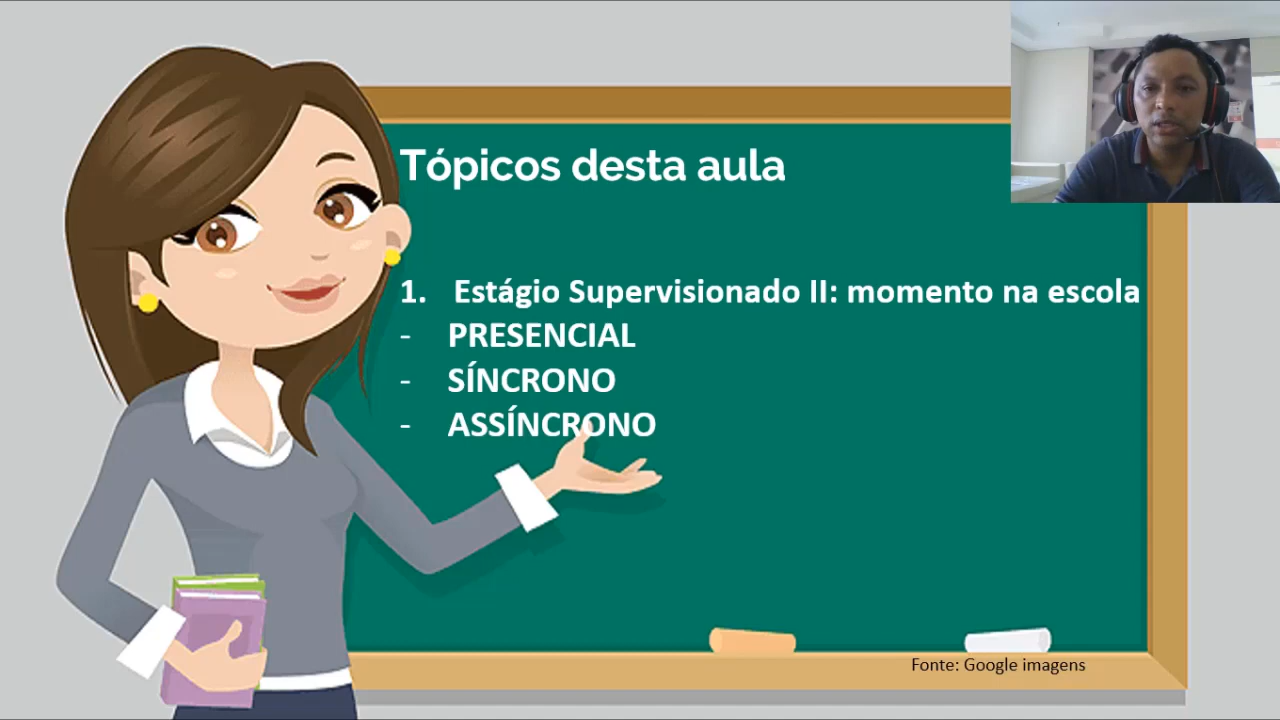 Tópicos desta aula
1. Estágio Supervisionado II: momento na escola
- PRESENCIAL
- SÍNCRONO
- ASSÍNCRONO
Fonte: Google imagens